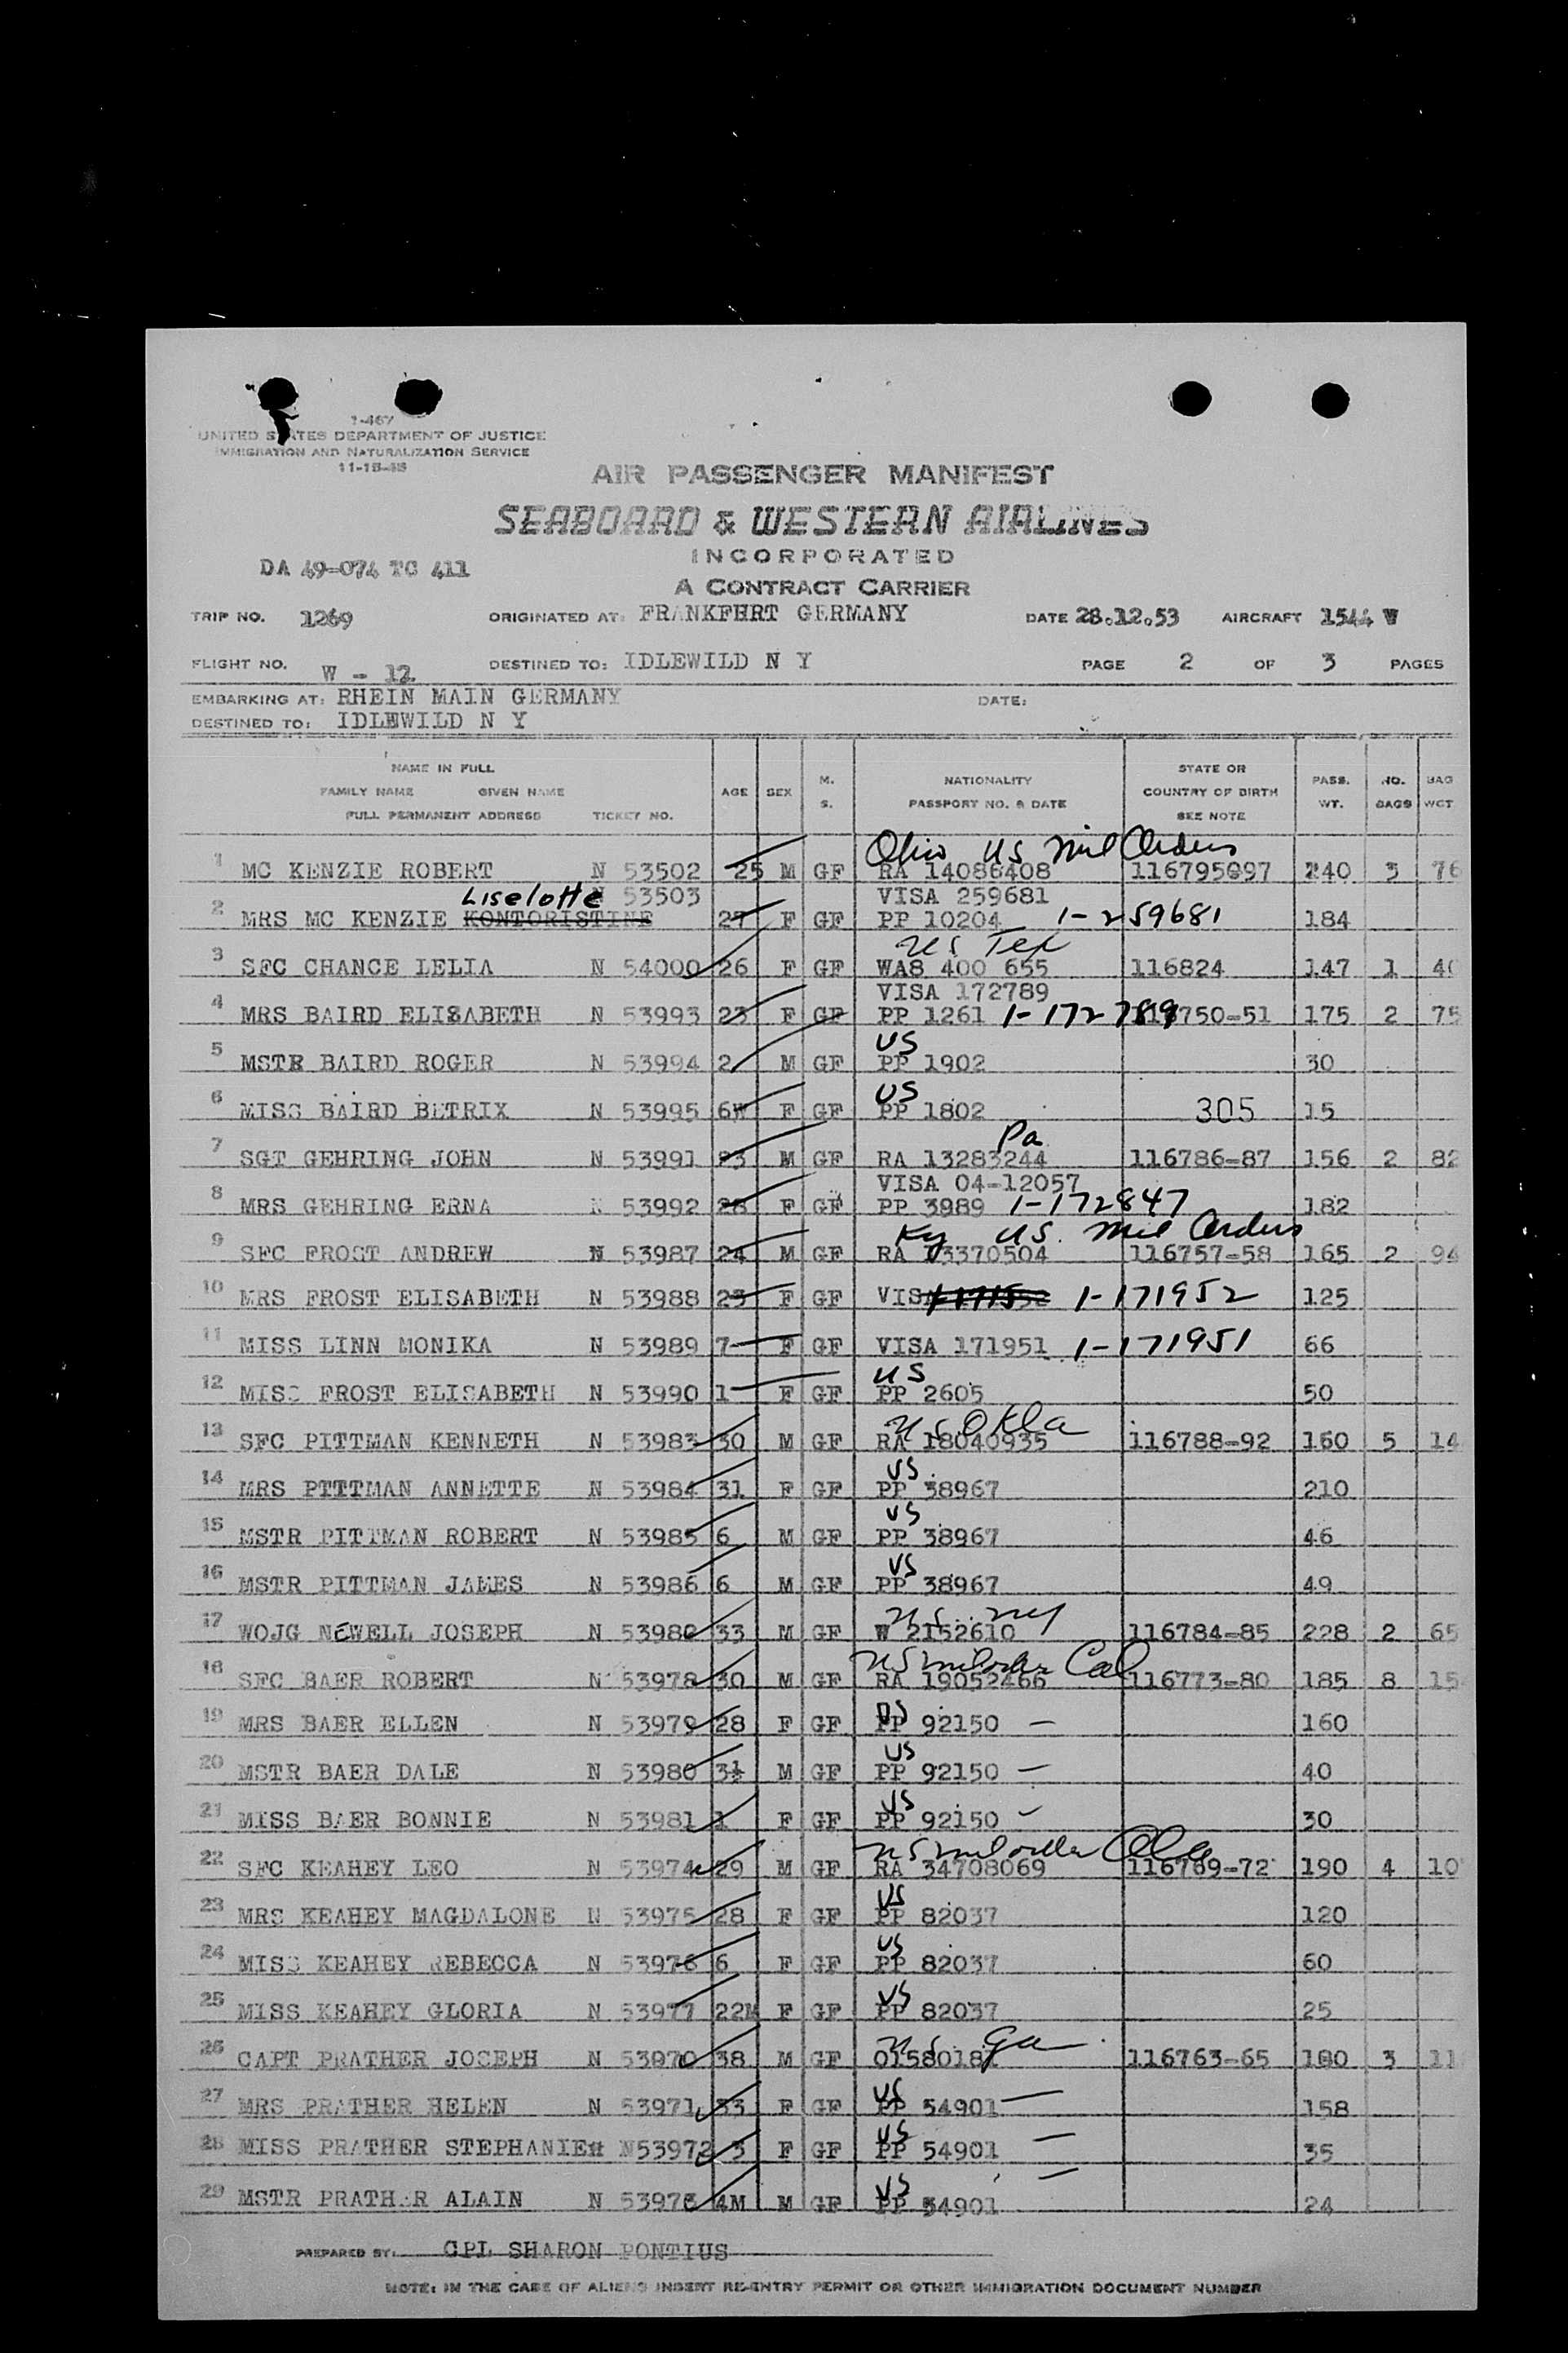 1-467
UNITED STATES DEPARTMENT OF JUSTICE
IMMIGRATION AND NATURALIZATION SERVICE
11-15-48
AIR PASSENGER MANIFEST
SEABOARD & WESTERN AIRLINES
INCORPORATED
A CONTRACT CARRIER
DA 49-074 TC 411
TRIP NO. 1269 ORIGINATED AT: FRANKFHRT GERMANY DATE 28.12.53 AIRCRAFT 1544 W
FLIGHT NO. W - 12 DESTINED TO: IDLEWILD N Y PAGE 2 OF 3 PAGES
EMBARKING AT: RHEIN MAIN GERMANY DATE:
DESTINED TO: IDLEWILD N Y
NAME IN FULL FAMILY NAME GIVEN NAME FULL PERMANENT ADDRESS TICKET NO. AGE SEX M. S. NATIONALITY PASSPORT NO. & DATE STATE OR COUNTRY OF BIRTH SEE NOTE PASS. WT. NO. BAGS BAG WGT
Ohio US Mil Orders
1 MC KENZIE ROBERT N 53502 25 M GF RA 14086408 116795097 240 3 76
Liselotte N 53503 VISA 259681
2 MRS MC KENZIE KONTORISTINE 27 F GF PP 10204 1-259681 184
US Tex
3 SFC CHANCE LELIA N 54000 26 F GF WA8 400 655 116824 147 1 40
VISA 172789
4 MRS BAIRD ELISABETH N 53993 23 F GF PP 1261 1-172789 750-51 175 2 75
US
5 MSTR BAIRD ROGER N 53994 2 M GF PP 1902 30
US
6 MISS BAIRD BETRIX N 53995 6W F GF PP 1802 305 15
Pa
7 SGT GEHRING JOHN N 53991 23 M GF RA 13283244 116786-87 156 2 82
VISA 04-12057
8 MRS GEHRING ERNA N 53992 28 F GF PP 3989 1-172847 182
Ky US. Mil Orders
9 SFC FROST ANDREW N 53987 24 M GF RA 13370504 116757-58 165 2 94
10 MRS FROST ELISABETH N 53988 23 F GF VISA 1-171952 125
11 MISS LINN MONIKA N 53989 7 F GF VISA 171951 1-171951 66
US
12 MISS FROST ELISABETH N 53990 1 F GF PP 2605 50
US Okla
13 SFC PITTMAN KENNETH N 53983 30 M GF RA 18040935 116788-92 160 5 14
US
14 MRS PITTMAN ANNETTE N 53984 31 F GF PP 38967 210
US
15 MSTR PITTMAN ROBERT N 53985 6 M GF PP 38967 46
US
16 MSTR PITTMAN JAMES N 53986 6 M GF PP 38967 49
US. NY
17 WOJG NEWELL JOSEPH N 53982 33 M GF W 2152610 116784-85 228 2 65
US mil order Cal
18 SFC BAER ROBERT N 53978 30 M GF RA 19052466 116773-80 185 8 15
US
19 MRS BAER ELLEN N 53979 28 F GF PP 92150 — 160
US
20 MSTR BAER DALE N 53980 3½ M GF PP 92150 — 40
US
21 MISS BAER BONNIE N 53981 1 F GF PP 92150 — 30
US mil order
22 SFC KEAHEY LEO N 53974 29 M GF RA 34708069 116769-72 190 4 10
US
23 MRS KEAHEY MAGDALONE N 53975 28 F GF PP 82037 120
US
24 MISS KEAHEY REBECCA N 53976 6 F GF PP 82037 60
US
25 MISS KEAHEY GLORIA N 53977 22M F GF PP 82037 25
US. Ga
26 CAPT PRATHER JOSEPH N 53970 38 M GF 0158018 116763-65 180 3 11
US
27 MRS PRATHER HELEN N 53971 33 F GF PP 54901 — 158
US
28 MISS PRATHER STEPHANIE N53972 3 F GF PP 54901 — 35
US
29 MSTR PRATHER ALAIN N 53973 4M M GF PP 54901 — 24
PREPARED BY: CPL SHARON PONTIUS
NOTE: IN THE CASE OF ALIENS INSERT RE-ENTRY PERMIT OR OTHER IMMIGRATION DOCUMENT NUMBER